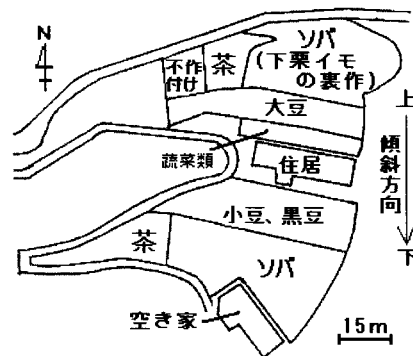 N
ソバ
(下栗イモ
の裏作)
茶
不作
付け
大豆
上
傾斜方向
下
蔬菜類
住居
小豆、黒豆
茶
ソバ
空き家
15m